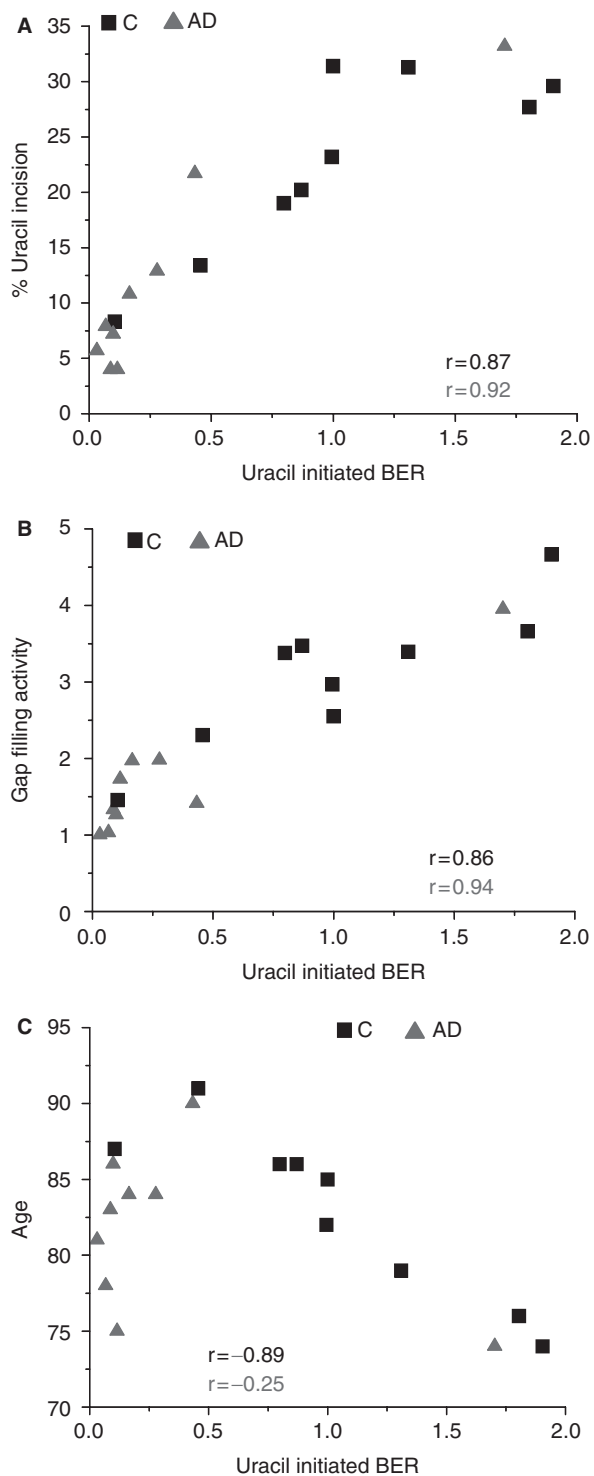 A
C AD
35
30
25
20
15
10
5
0
% Uracil incision
r=0.87
r=0.92
0.0 0.5 1.0 1.5 2.0
Uracil initiated BER
B
C AD
5
4
3
2
1
0
Gap filling activity
r=0.86
r=0.94
0.0 0.5 1.0 1.5 2.0
Uracil initiated BER
C
C AD
95
90
85
80
75
70
Age
r=−0.89
r=−0.25
0.0 0.5 1.0 1.5 2.0
Uracil initiated BER